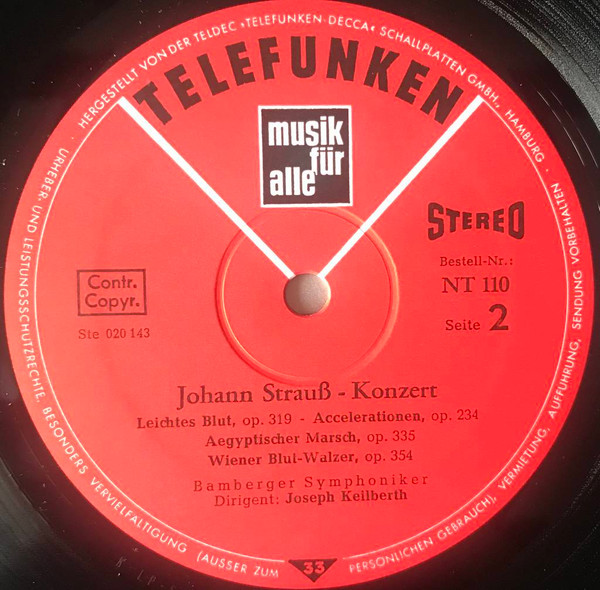 HERGESTELLT VON DER TELDEC »TELEFUNKEN-DECCA« SCHALLPLATTEN GMBH., HAMBURG · URHEBER- UND LEISTUNGSSCHUTZRECHTE, BESONDERS VERVIELFÄLTIGUNG (AUSSER ZUM PERSÖNLICHEN GEBRAUCH), VERMIETUNG, AUFFÜHRUNG, SENDUNG VORBEHALTEN
TELEFUNKEN
musik
für
alle
STEREO
Bestell-Nr.:
NT 110
Seite 2
Contr.
Copyr.
Ste 020 143
Johann Strauß - Konzert
Leichtes Blut, op. 319 - Accelerationen, op. 234
Aegyptischer Marsch, op. 335
Wiener Blut-Walzer, op. 354
Bamberger Symphoniker
Dirigent: Joseph Keilberth
33